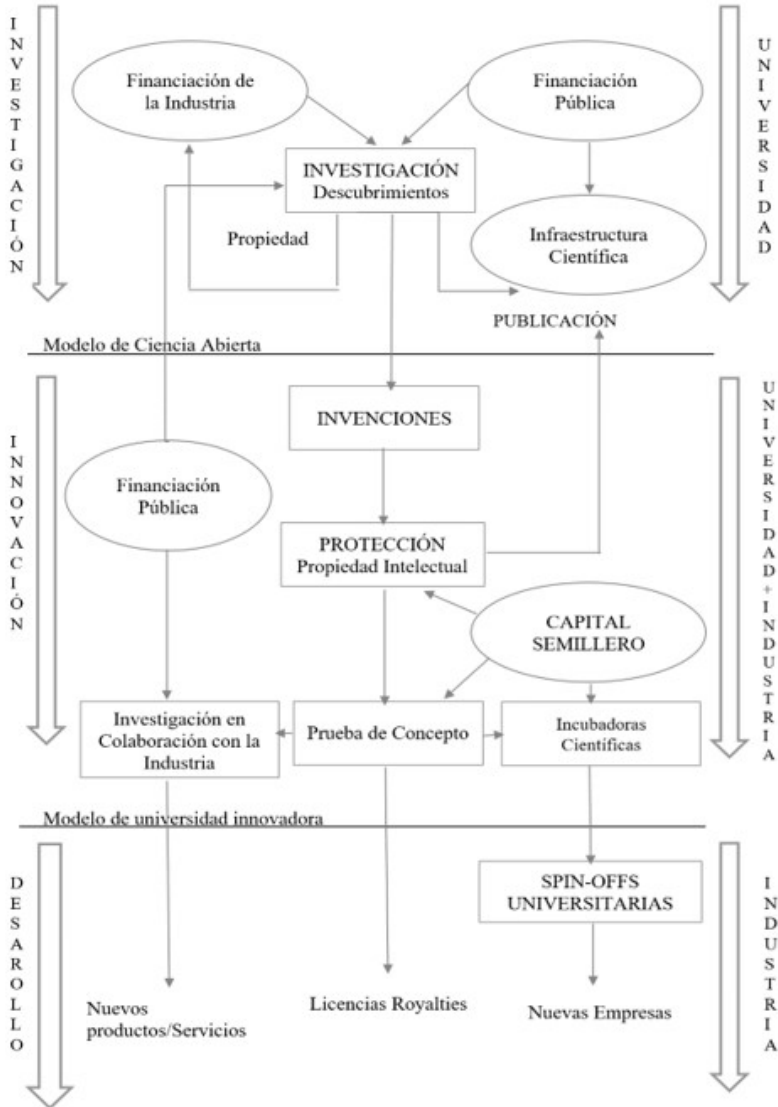 INVESTIGACIÓN
UNIVERSIDAD
Financiación de
la Industria
Financiación
Pública
INVESTIGACIÓN
Descubrimientos
Propiedad
Infraestructura
Científica
PUBLICACIÓN
Modelo de Ciencia Abierta
INNOVACIÓN
UNIVERSIDAD+INDUSTRIA
INVENCIONES
Financiación
Pública
PROTECCIÓN
Propiedad Intelectual
CAPITAL
SEMILLERO
Investigación en
Colaboración con la
Industria
Prueba de Concepto
Incubadoras
Científicas
Modelo de universidad innovadora
DESAROLLO
INDUSTRIA
SPIN-OFFS
UNIVERSITARIAS
Nuevos
productos/Servicios
Licencias Royalties
Nuevas Empresas